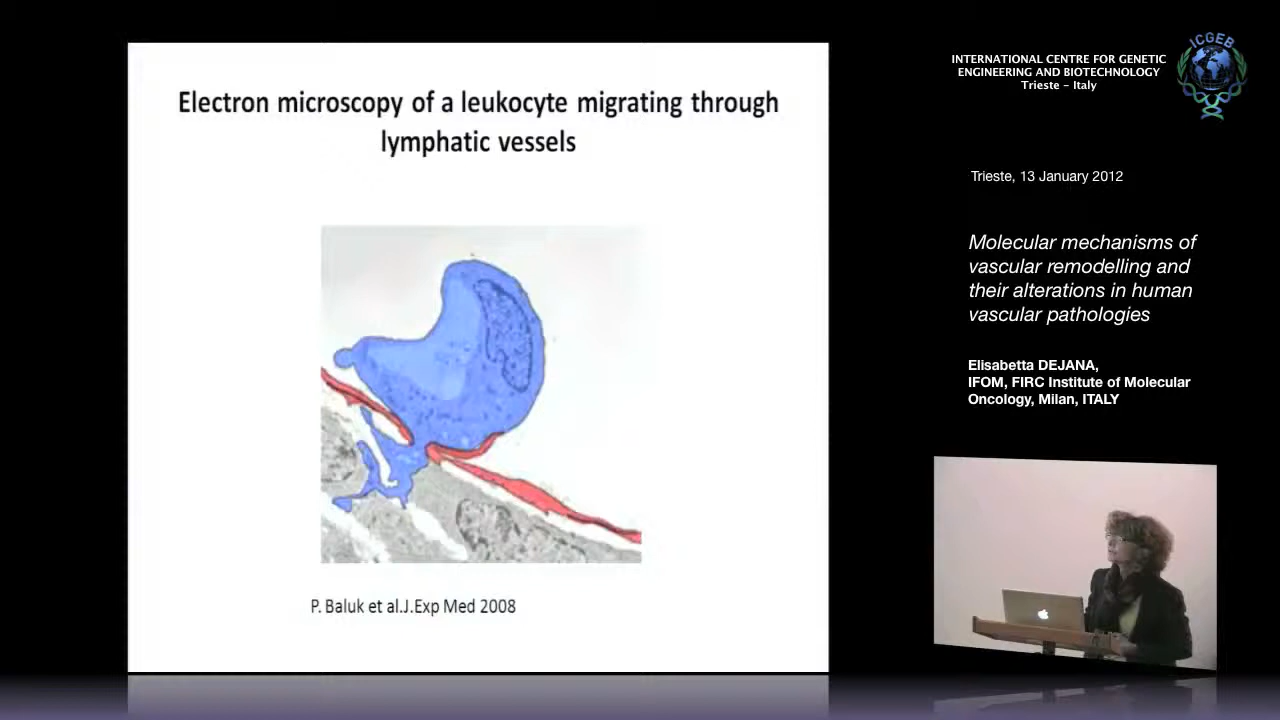 Electron microscopy of a leukocyte migrating through
lymphatic vessels
P. Baluk et al.J.Exp Med 2008
INTERNATIONAL CENTRE FOR GENETIC
ENGINEERING AND BIOTECHNOLOGY
Trieste - Italy
ICGEB
Trieste, 13 January 2012
Molecular mechanisms of
vascular remodelling and
their alterations in human
vascular pathologies
Elisabetta DEJANA,
IFOM, FIRC Institute of Molecular
Oncology, Milan, ITALY